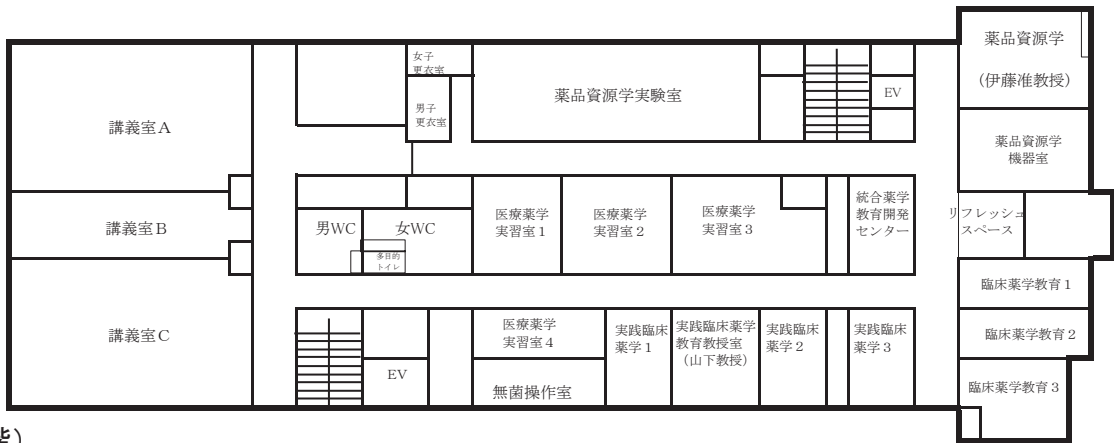 薬品資源学
(伊藤准教授)
女子
更衣室
男子
更衣室
薬品資源学実験室
EV
講義室A
薬品資源学
機器室
講義室B
男WC
女WC
多目的
トイレ
医療薬学
実習室1
医療薬学
実習室2
医療薬学
実習室3
統合薬学
教育開発
センター
リフレッシュ
スペース
臨床薬学教育1
講義室C
EV
医療薬学
実習室4
無菌操作室
実践臨床
薬学1
実践臨床薬学
教育教授室
(山下教授)
実践臨床
薬学2
実践臨床
薬学3
臨床薬学教育2
臨床薬学教育3
階)